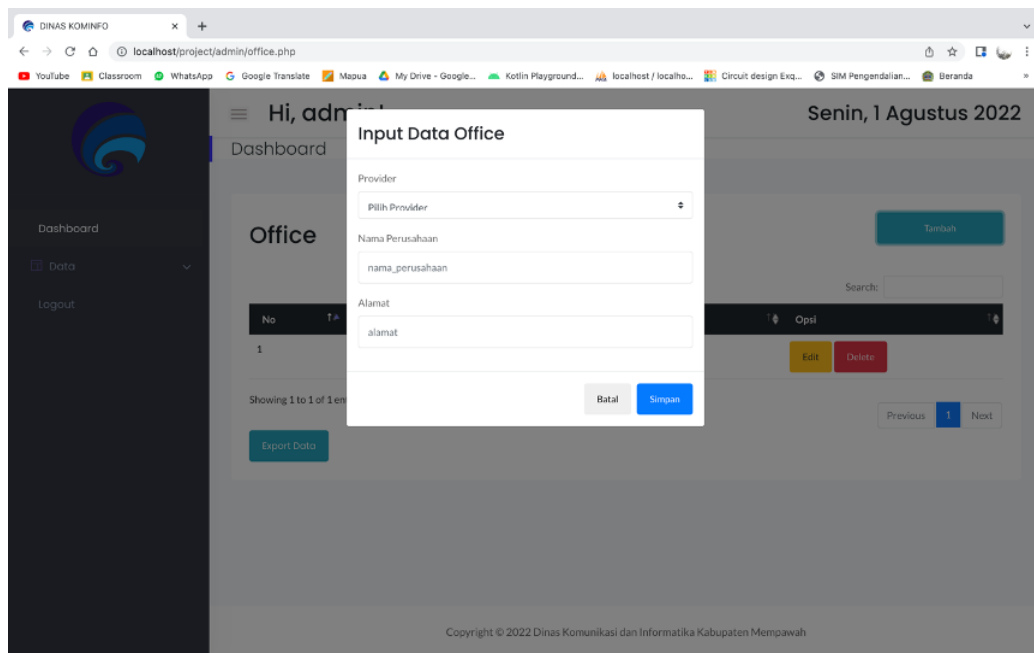 DINAS KOMINFO
localhost/project/admin/office.php
YouTube Classroom WhatsApp Google Translate Mapua My Drive - Google... Kotlin Playground... localhost / localho... Circuit design Exq... SIM Pengendalian... Beranda
Hi, admin!
Senin, 1 Agustus 2022
Dashboard
Dashboard
Data
Logout
Input Data Office
Provider
Pilih Provider
Nama Perusahaan
nama_perusahaan
Alamat
alamat
Batal Simpan
Office
Tambah
Search:
No Opsi
1 Edit Delete
Showing 1 to 1 of 1 en
Previous 1 Next
Export Data
Copyright © 2022 Dinas Komunikasi dan Informatika Kabupaten Mempawah